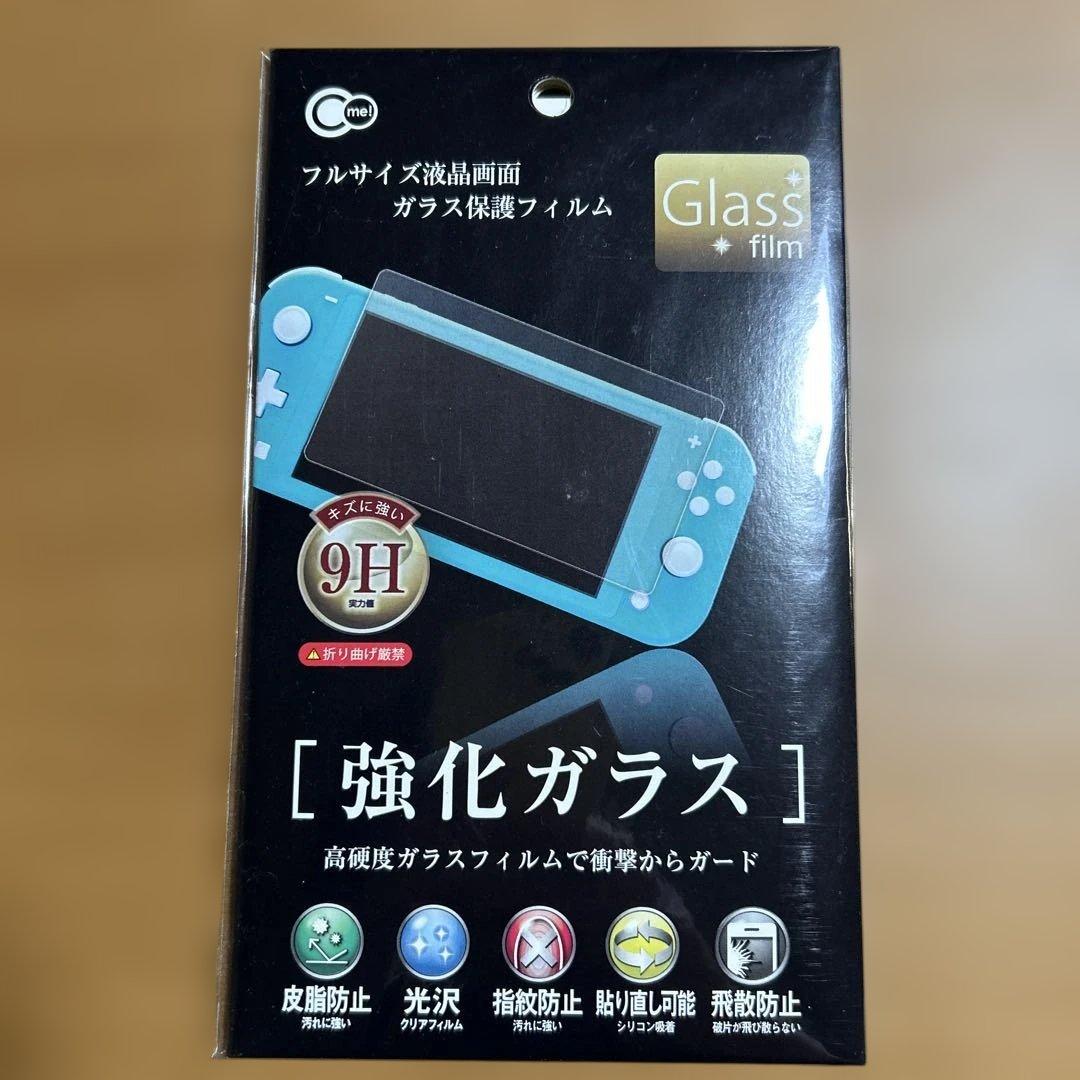 C me!
フルサイズ液晶画面
ガラス保護フィルム
Glass
film
キズに強い
9H
実力値
折り曲げ厳禁
[強化ガラス]
高硬度ガラスフィルムで衝撃からガード
皮脂防止 光沢 指紋防止 貼り直し可能 飛散防止
汚れに強い クリアフィルム 汚れに強い シリコン吸着 破片が飛び散らない